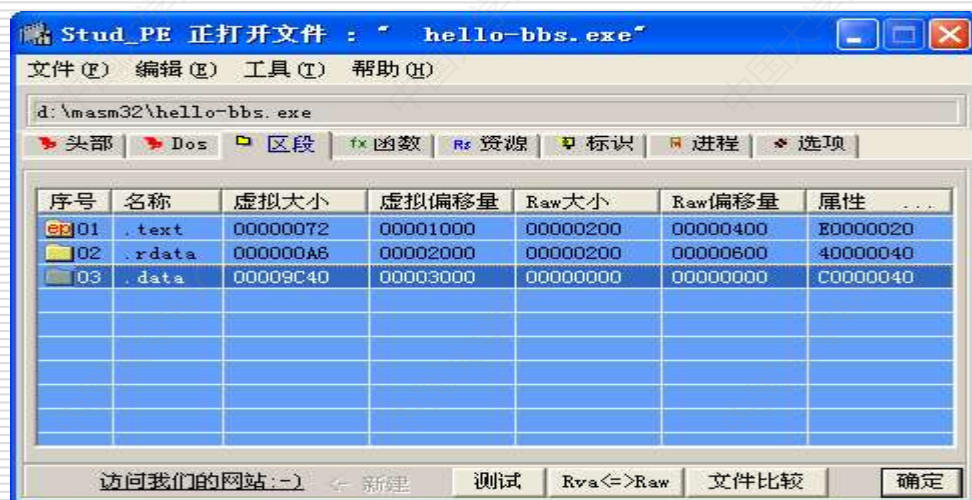 Stud_PE 正打开文件 : " hello-bbs.exe"
文件(F) 编辑(E) 工具(T) 帮助(H)
d:\masm32\hello-bbs.exe
头部 Dos 区段 fx 函数 Rs 资源 标识 进程 选项
序号 名称 虚拟大小 虚拟偏移量 Raw大小 Raw偏移量 属性 ...
ep 01 .text 00000072 00001000 00000200 00000400 E0000020
02 .rdata 000000A6 00002000 00000200 00000600 40000040
03 .data 00009C40 00003000 00000000 00000000 C0000040
访问我们的网站:-) <- 新建 测试 Rva<=>Raw 文件比较 确定